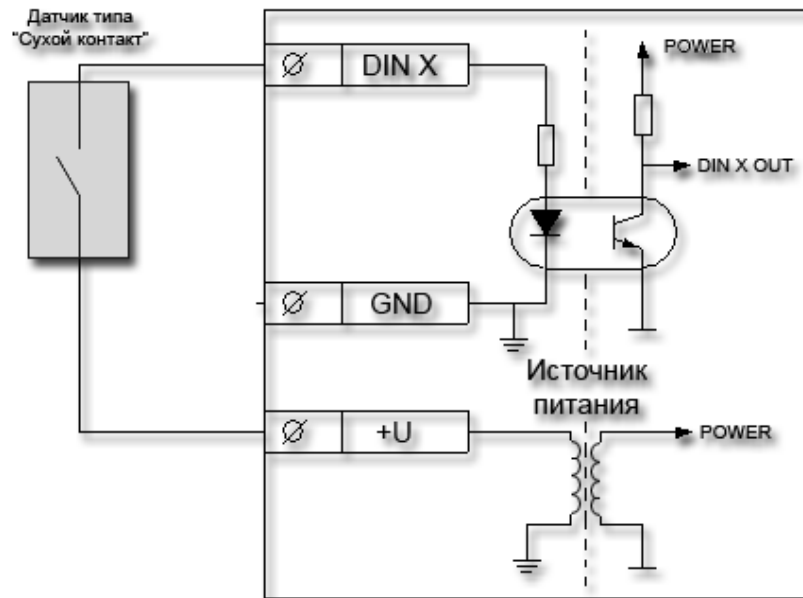 Датчик типа
"Сухой контакт"
DIN X
POWER
DIN X OUT
GND
Источник
питания
+U
POWER